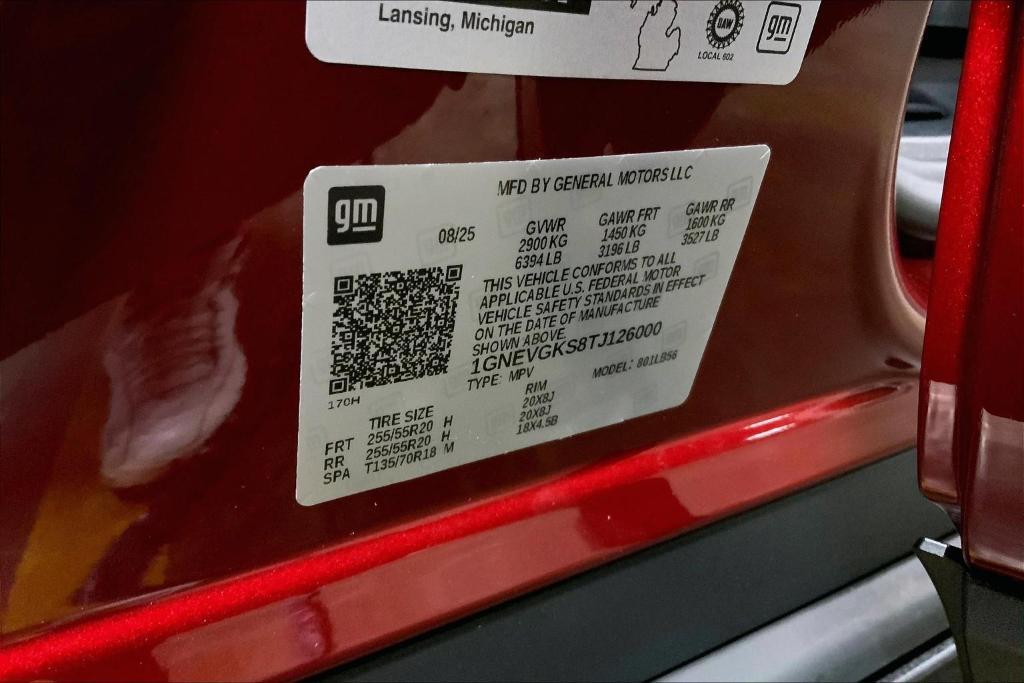 Lansing, Michigan
UAW
LOCAL 602
gm
gm
MFD BY GENERAL MOTORS LLC
08/25
GVWR GAWR FRT GAWR RR
2900 KG 1450 KG 1600 KG
6394 LB 3196 LB 3527 LB
THIS VEHICLE CONFORMS TO ALL
APPLICABLE U.S. FEDERAL MOTOR
VEHICLE SAFETY STANDARDS IN EFFECT
ON THE DATE OF MANUFACTURE
SHOWN ABOVE.
1GNEVGKS8TJ126000
TYPE: MPV MODEL: 801LB56
170H
TIRE SIZE RIM
FRT 255/55R20 H 20X8J
RR 255/55R20 H 20X8J
SPA T135/70R18 M 18X4.5B